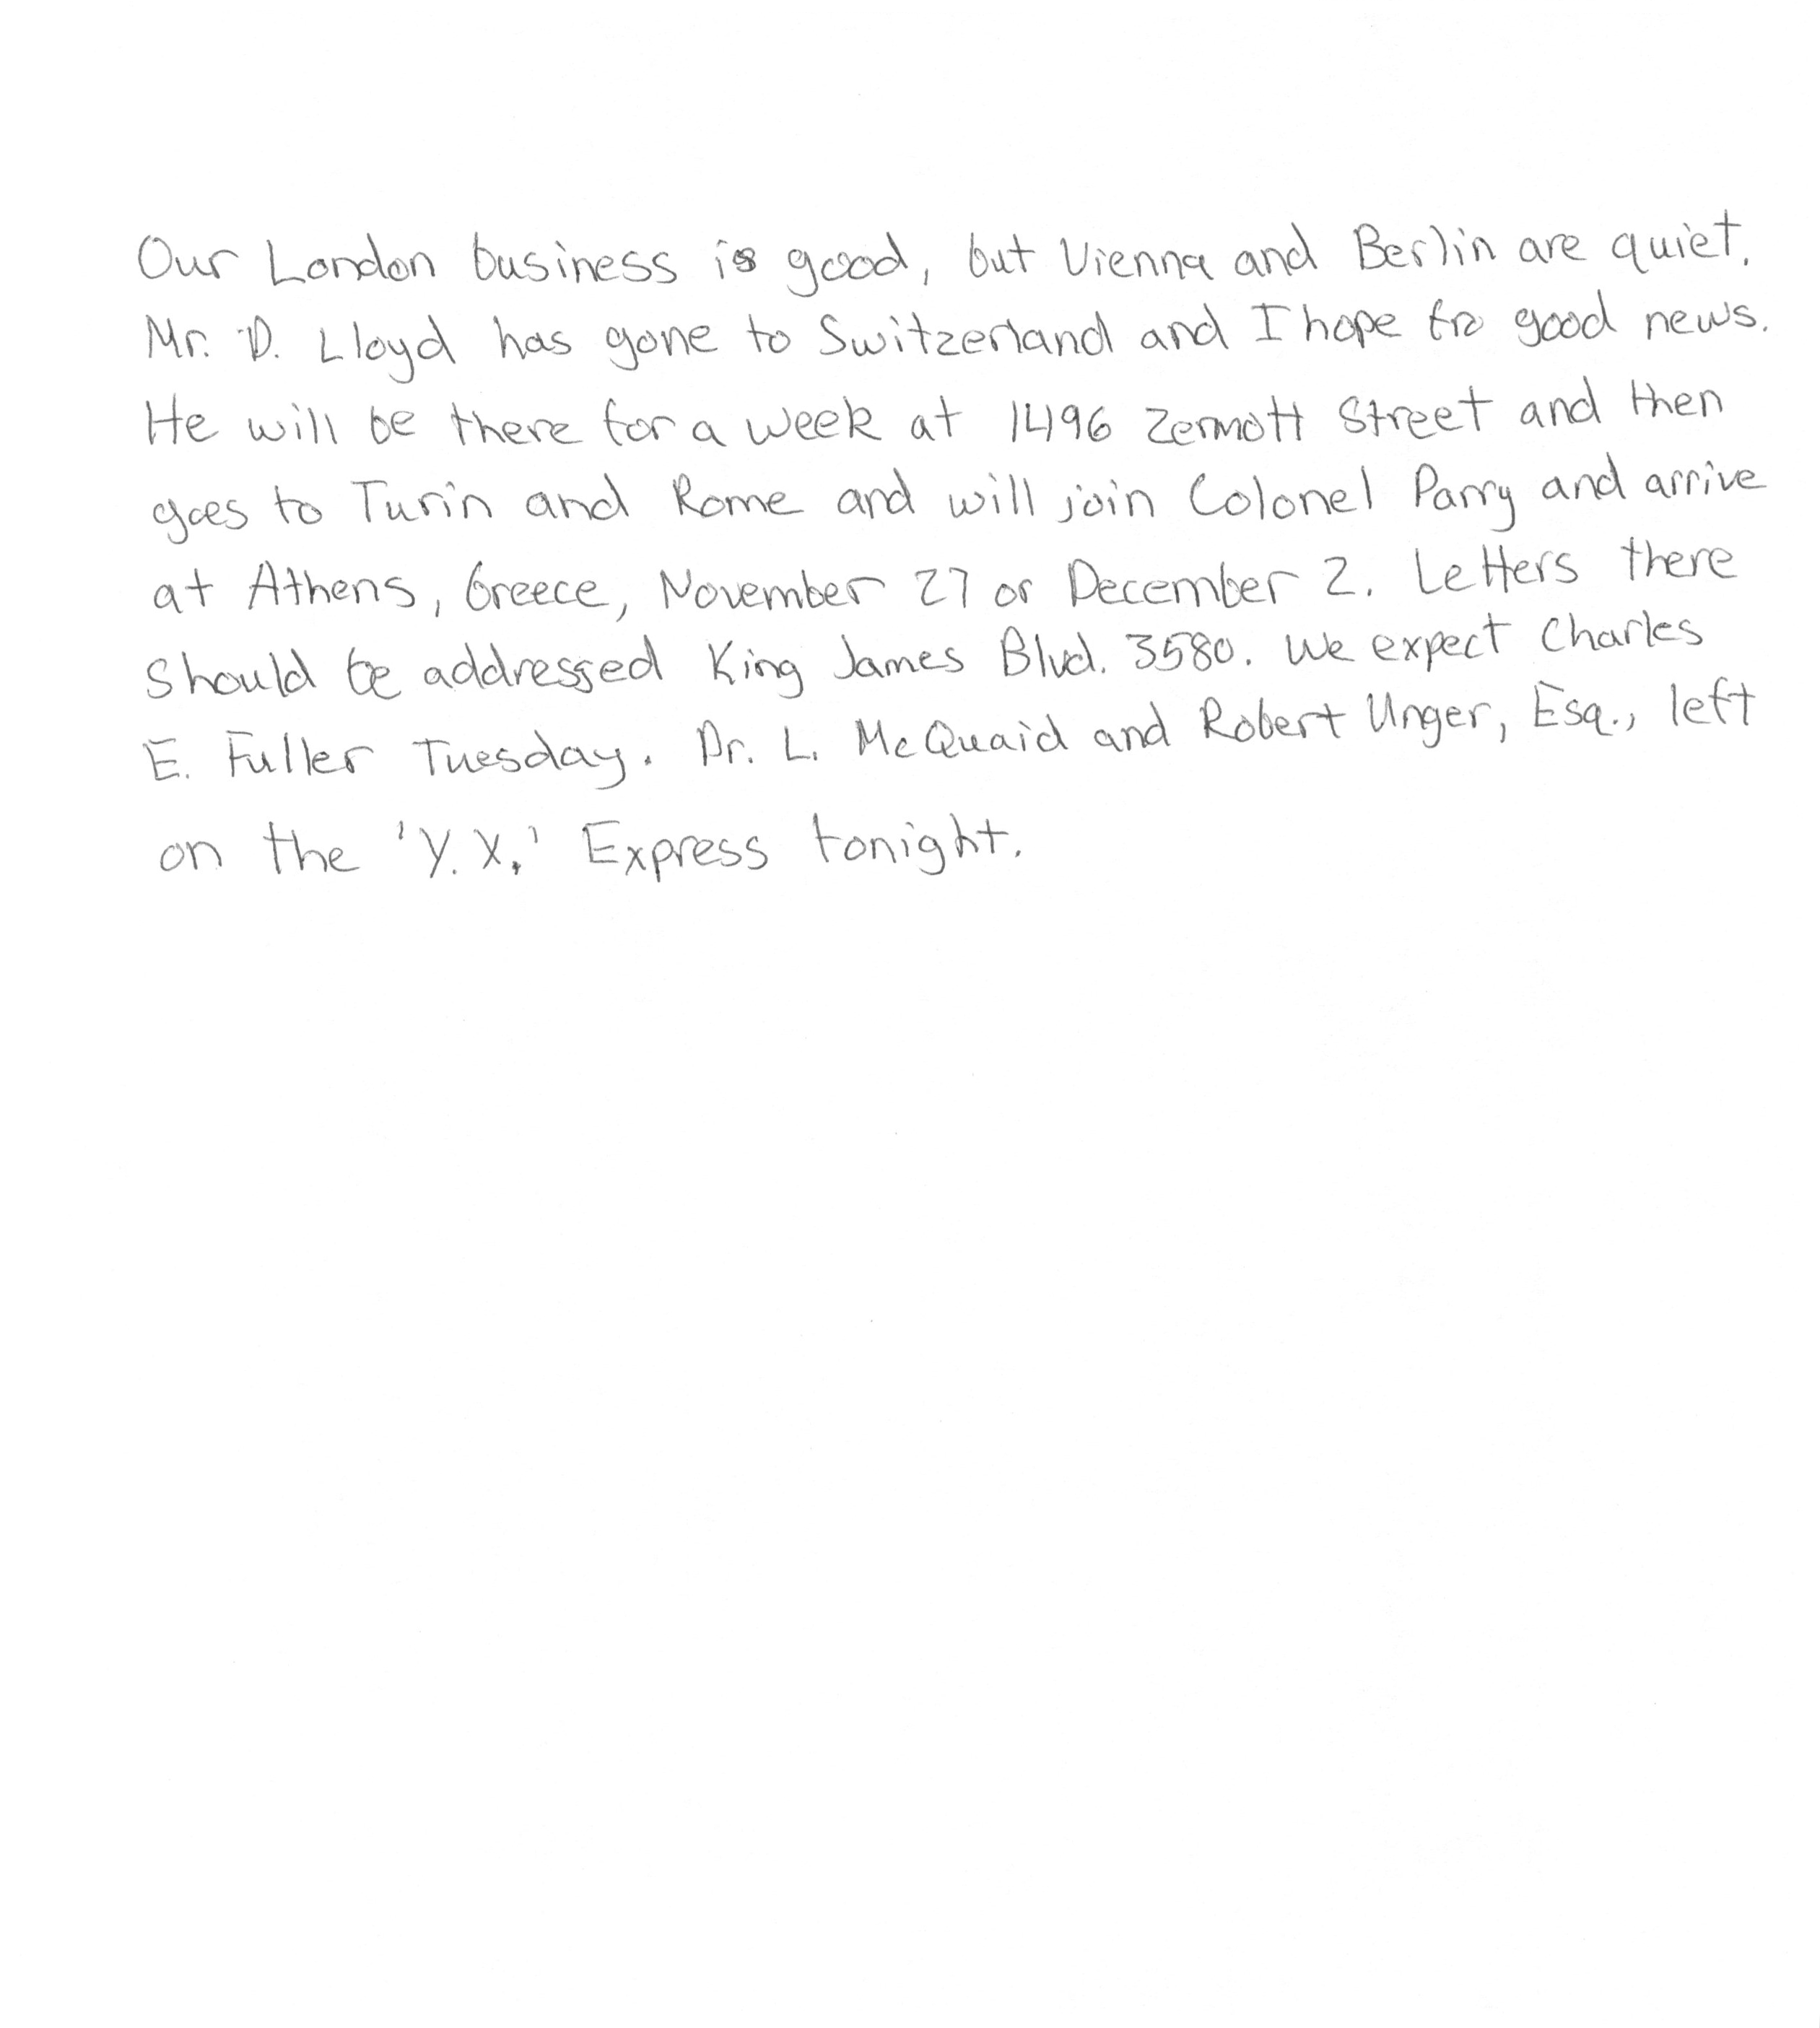 Our London business is good, but Vienna and Berlin are quiet.
Mr. D. Lloyd has gone to Switzerland and I hope for good news.
He will be there for a week at 1496 Zermott Street and then
goes to Turin and Rome and will join Colonel Parry and arrive
at Athens, Greece, November 27 or December 2. Letters there
should be addressed King James Blvd. 3580. We expect Charles
E. Fuller Tuesday. Dr. L. McQuaid and Robert Unger, Esq., left
on the 'Y.X.' Express tonight.